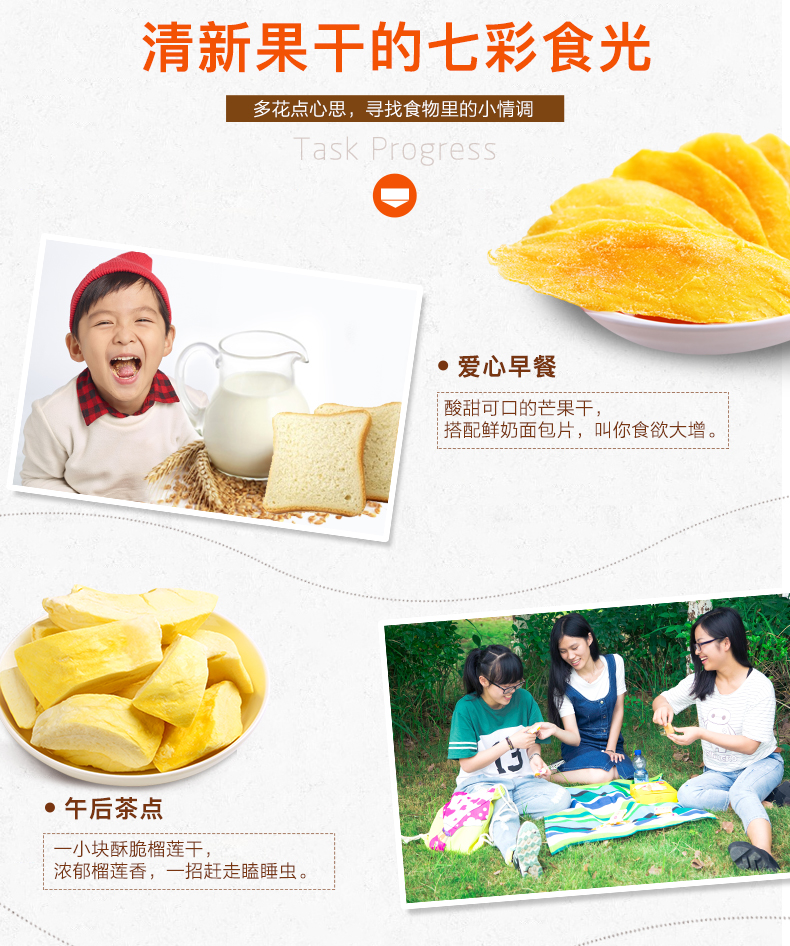 清新果干的七彩食光
多花点心思，寻找食物里的小情调
Task Progress
• 爱心早餐
酸甜可口的芒果干，
搭配鲜奶面包片，叫你食欲大增。
13
• 午后茶点
一小块酥脆榴莲干，
浓郁榴莲香，一招赶走瞌睡虫。